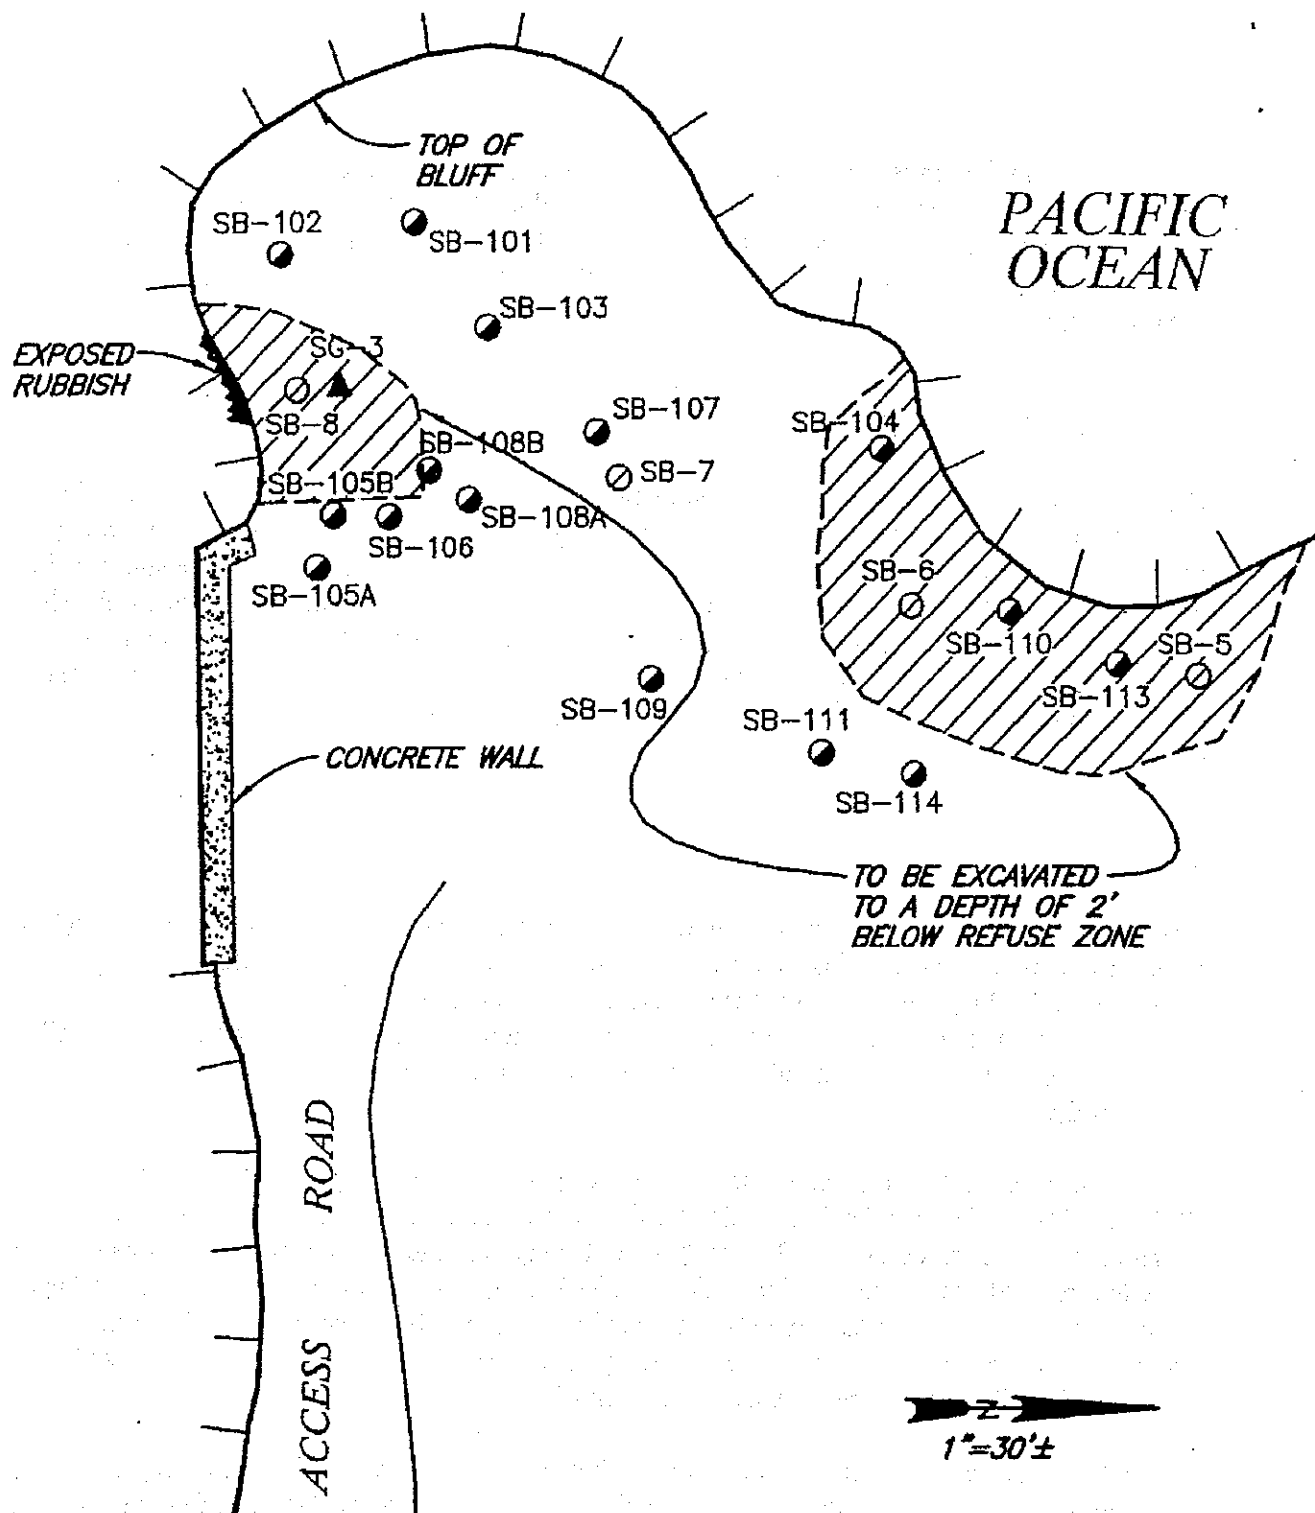 TOP OF
BLUFF
PACIFIC
OCEAN
SB-102
SB-101
SB-103
EXPOSED
RUBBISH
SG-3
SB-8
SB-107
SB-104
SB-108B
SB-7
SB-105B
SB-108A
SB-106
SB-105A
SB-6
SB-110
SB-5
SB-113
SB-109
SB-111
SB-114
CONCRETE WALL
TO BE EXCAVATED
TO A DEPTH OF 2'
BELOW REFUSE ZONE
ACCESS ROAD
N
1"=30'±